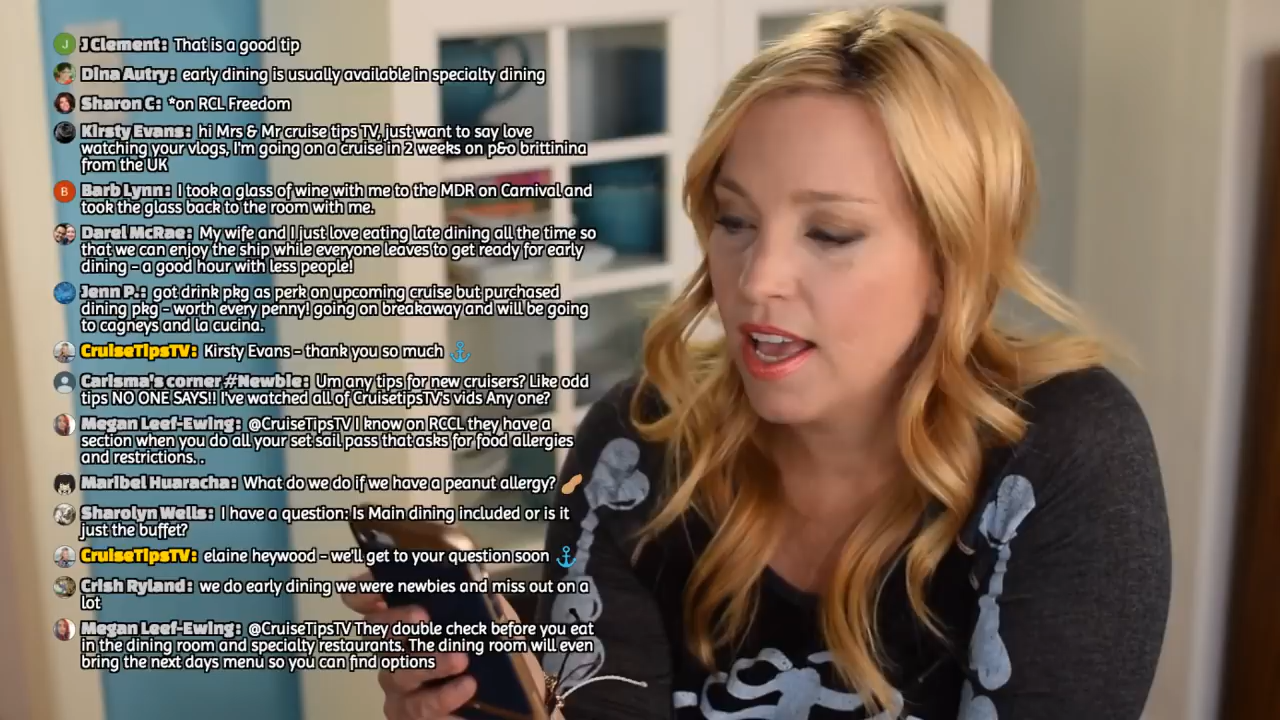 J
J Clement: That is a good tip
Dina Autry: early dining is usually available in specialty dining
Sharon C: *on RCL Freedom
Kirsty Evans: hi Mrs & Mr cruise tips TV, just want to say love
watching your vlogs, I'm going on a cruise in 2 weeks on p&o brittinina
from the UK
B
Barb Lynn: I took a glass of wine with me to the MDR on Carnival and
took the glass back to the room with me.
Darel McRae: My wife and I just love eating late dining all the time so
that we can enjoy the ship while everyone leaves to get ready for early
dining - a good hour with less people!
Jenn P.: got drink pkg as perk on upcoming cruise but purchased
dining pkg - worth every penny! going on breakaway and will be going
to cagneys and la cucina.
CruiseTipsTV: Kirsty Evans - thank you so much ⚓
Carisma's corner #Newbie: Um any tips for new cruisers? Like odd
tips NO ONE SAYS!! I've watched all of CruisetipsTV's vids Any one?
Megan Leef-Ewing: @CruiseTipsTV I know on RCCL they have a
section when you do all your set sail pass that asks for food allergies
and restrictions. .
Maribel Huaracha: What do we do if we have a peanut allergy? 🥜
Sharolyn Wells: I have a question: Is Main dining included or is it
just the buffet?
CruiseTipsTV: elaine heywood - we'll get to your question soon ⚓
Crish Ryland: we do early dining we were newbies and miss out on a
lot
Megan Leef-Ewing: @CruiseTipsTV They double check before you eat
in the dining room and specialty restaurants. The dining room will even
bring the next days menu so you can find options